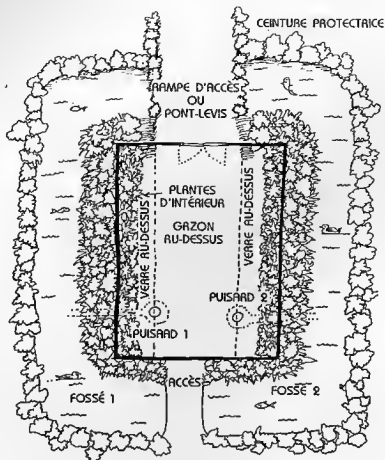 CEINTURE PROTECTRICE
RAMPE D'ACCÈS
OU
PONT-LEVIS
PLANTES
D'INTÉRIEUR
GAZON
AU-DESSUS
VERRE AU-DESSUS
VERRE AU-DESSUS
PUISARD 1
PUISARD 2
ACCÈS
FOSSÉ 1
FOSSÉ 2